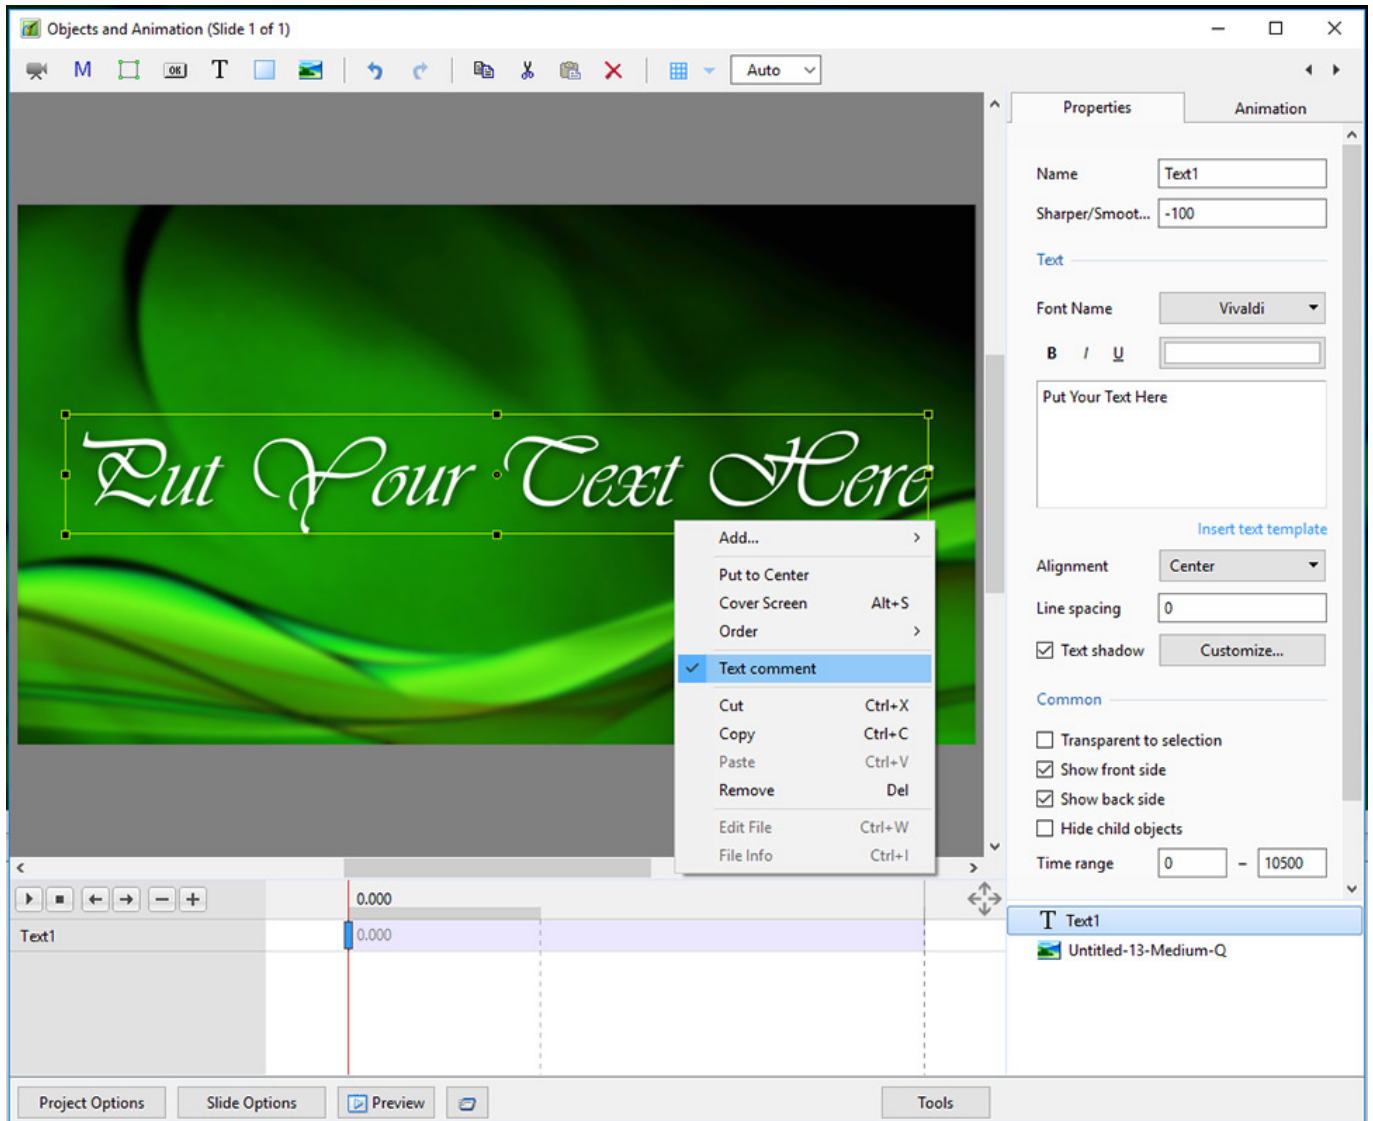 Objects and Animation (Slide 1 of 1)
M OK T Auto
Properties Animation
Name Text1
Sharper/Smoot... -100
Text
Font Name Vivaldi
B I U
Put Your Text Here
Insert text template
Alignment Center
Line spacing 0
Text shadow Customize...
Common
Transparent to selection
Show front side
Show back side
Hide child objects
Time range 0 – 10500
T Text1
Untitled-13-Medium-Q
Put Your Text Here
Add...
Put to Center
Cover Screen Alt+S
Order
Text comment
Cut Ctrl+X
Copy Ctrl+C
Paste Ctrl+V
Remove Del
Edit File Ctrl+W
File Info Ctrl+I
0.000
Text1 0.000
Project Options Slide Options Preview Tools